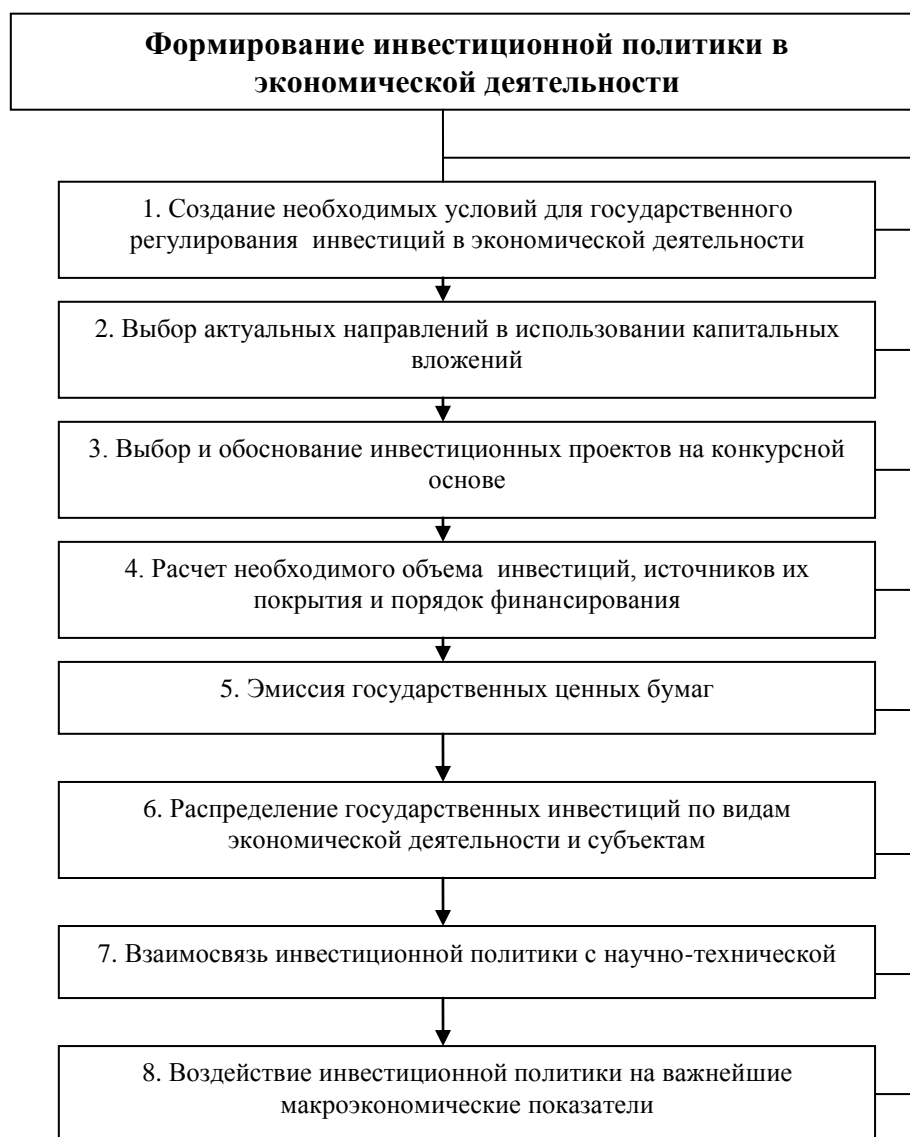 Формирование инвестиционной политики в
экономической деятельности
1. Создание необходимых условий для государственного
регулирования  инвестиций в экономической деятельности
2. Выбор актуальных направлений в использовании капитальных
вложений
3. Выбор и обоснование инвестиционных проектов на конкурсной
основе
4. Расчет необходимого объема  инвестиций, источников их
покрытия и порядок финансирования
5. Эмиссия государственных ценных бумаг
6. Распределение государственных инвестиций по видам
экономической деятельности и субъектам
7. Взаимосвязь инвестиционной политики с научно-технической
8. Воздействие инвестиционной политики на важнейшие
макроэкономические показатели